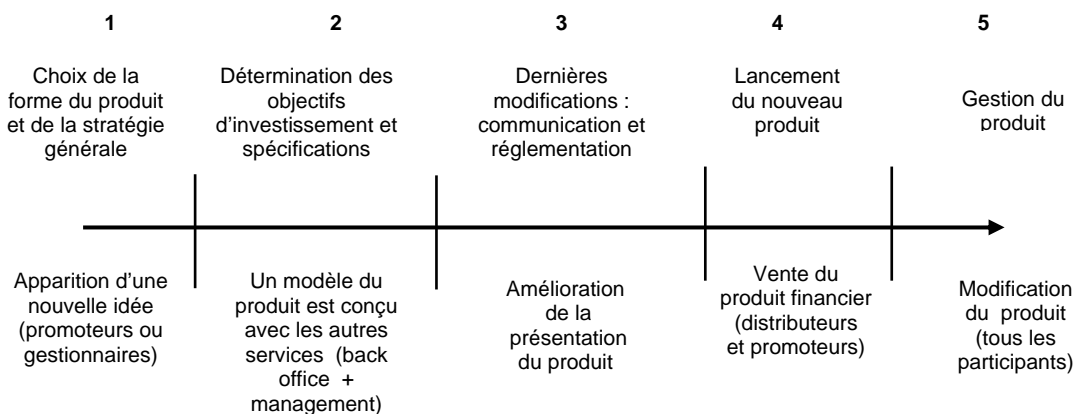 1
2
3
4
5
Choix de la
forme du produit
et de la stratégie
générale
Détermination des
objectifs
d’investissement et
spécifications
Dernières
modifications :
communication et
réglementation
Lancement
du nouveau
produit
Gestion du
produit
Apparition d’une
nouvelle idée
(promoteurs ou
gestionnaires)
Un modèle du
produit est conçu
avec les autres
services (back
office +
management)
Amélioration
de la
présentation
du produit
Vente du
produit financier
(distributeurs
et promoteurs)
Modification
du produit
(tous les
participants)